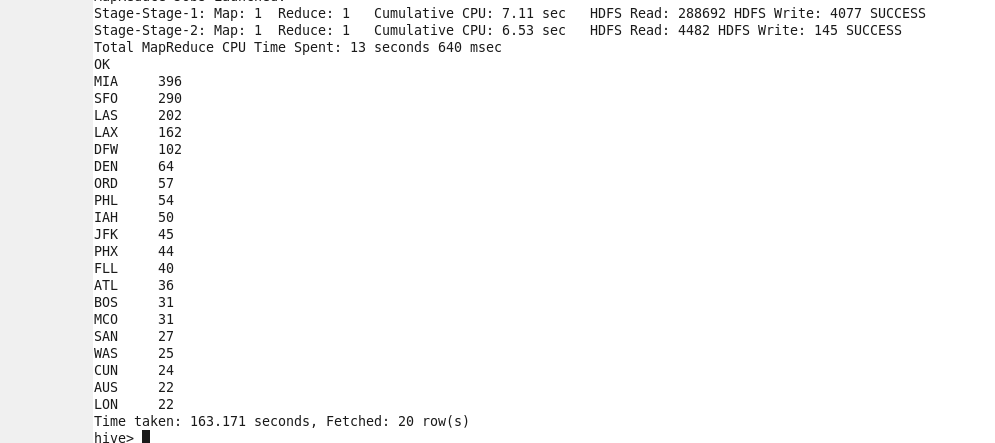 MapReduce Jobs Launched:
Stage-Stage-1: Map: 1  Reduce: 1   Cumulative CPU: 7.11 sec   HDFS Read: 288692 HDFS Write: 4077 SUCCESS
Stage-Stage-2: Map: 1  Reduce: 1   Cumulative CPU: 6.53 sec   HDFS Read: 4482 HDFS Write: 145 SUCCESS
Total MapReduce CPU Time Spent: 13 seconds 640 msec
OK
MIA     396
SFO     290
LAS     202
LAX     162
DFW     102
DEN     64
ORD     57
PHL     54
IAH     50
JFK     45
PHX     44
FLL     40
ATL     36
BOS     31
MCO     31
SAN     27
WAS     25
CUN     24
AUS     22
LON     22
Time taken: 163.171 seconds, Fetched: 20 row(s)
hive>